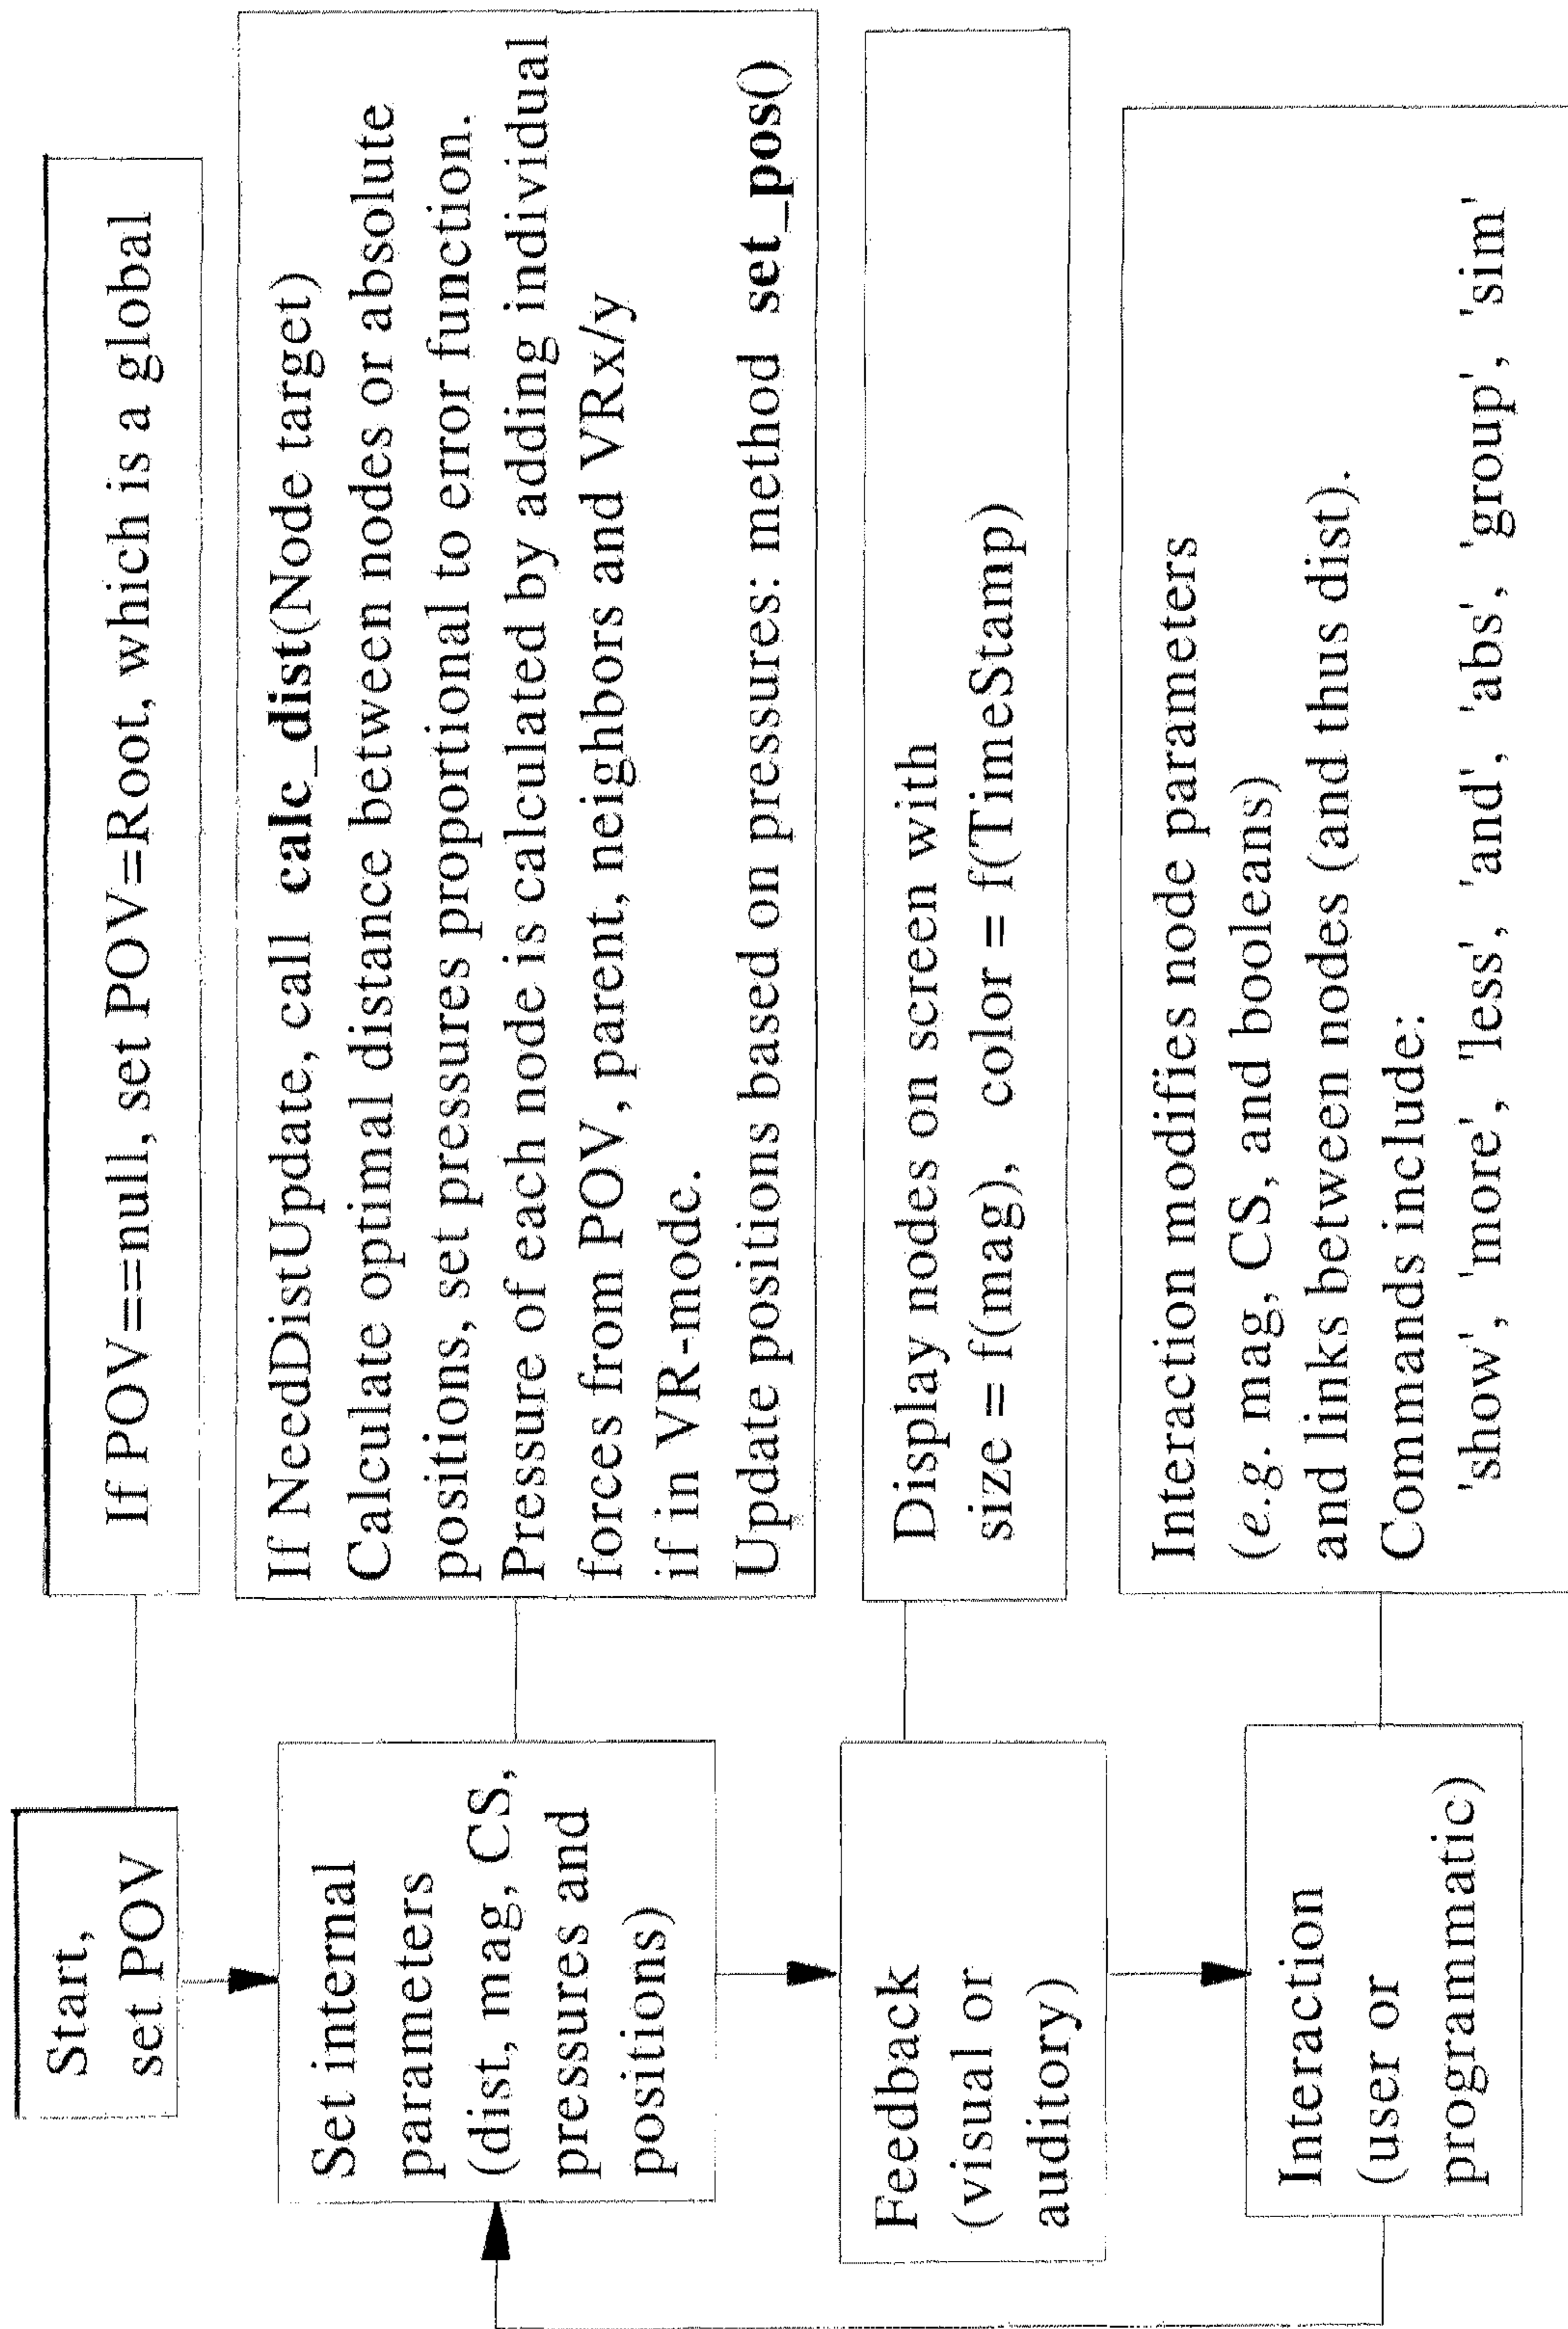 Start,
set POV
If POV==null, set POV=Root, which is a global
Set internal
parameters
(dist, mag, CS,
pressures and
positions)
If NeedDistUpdate, call calc_dist(Node target)
Calculate optimal distance between nodes or absolute
positions, set pressures proportional to error function.
Pressure of each node is calculated by adding individual
forces from POV, parent, neighbors and VRx/y
if in VR-mode.
Update positions based on pressures: method set_pos()
Feedback
(visual or
auditory)
Display nodes on screen with
size = f(mag), color = f(TimeStamp)
Interaction
(user or
programmatic)
Interaction modifies node parameters
(e.g. mag, CS, and booleans)
and links between nodes (and thus dist).
Commands include:
'show', 'more', 'less', 'and', 'abs', 'group', 'sim'